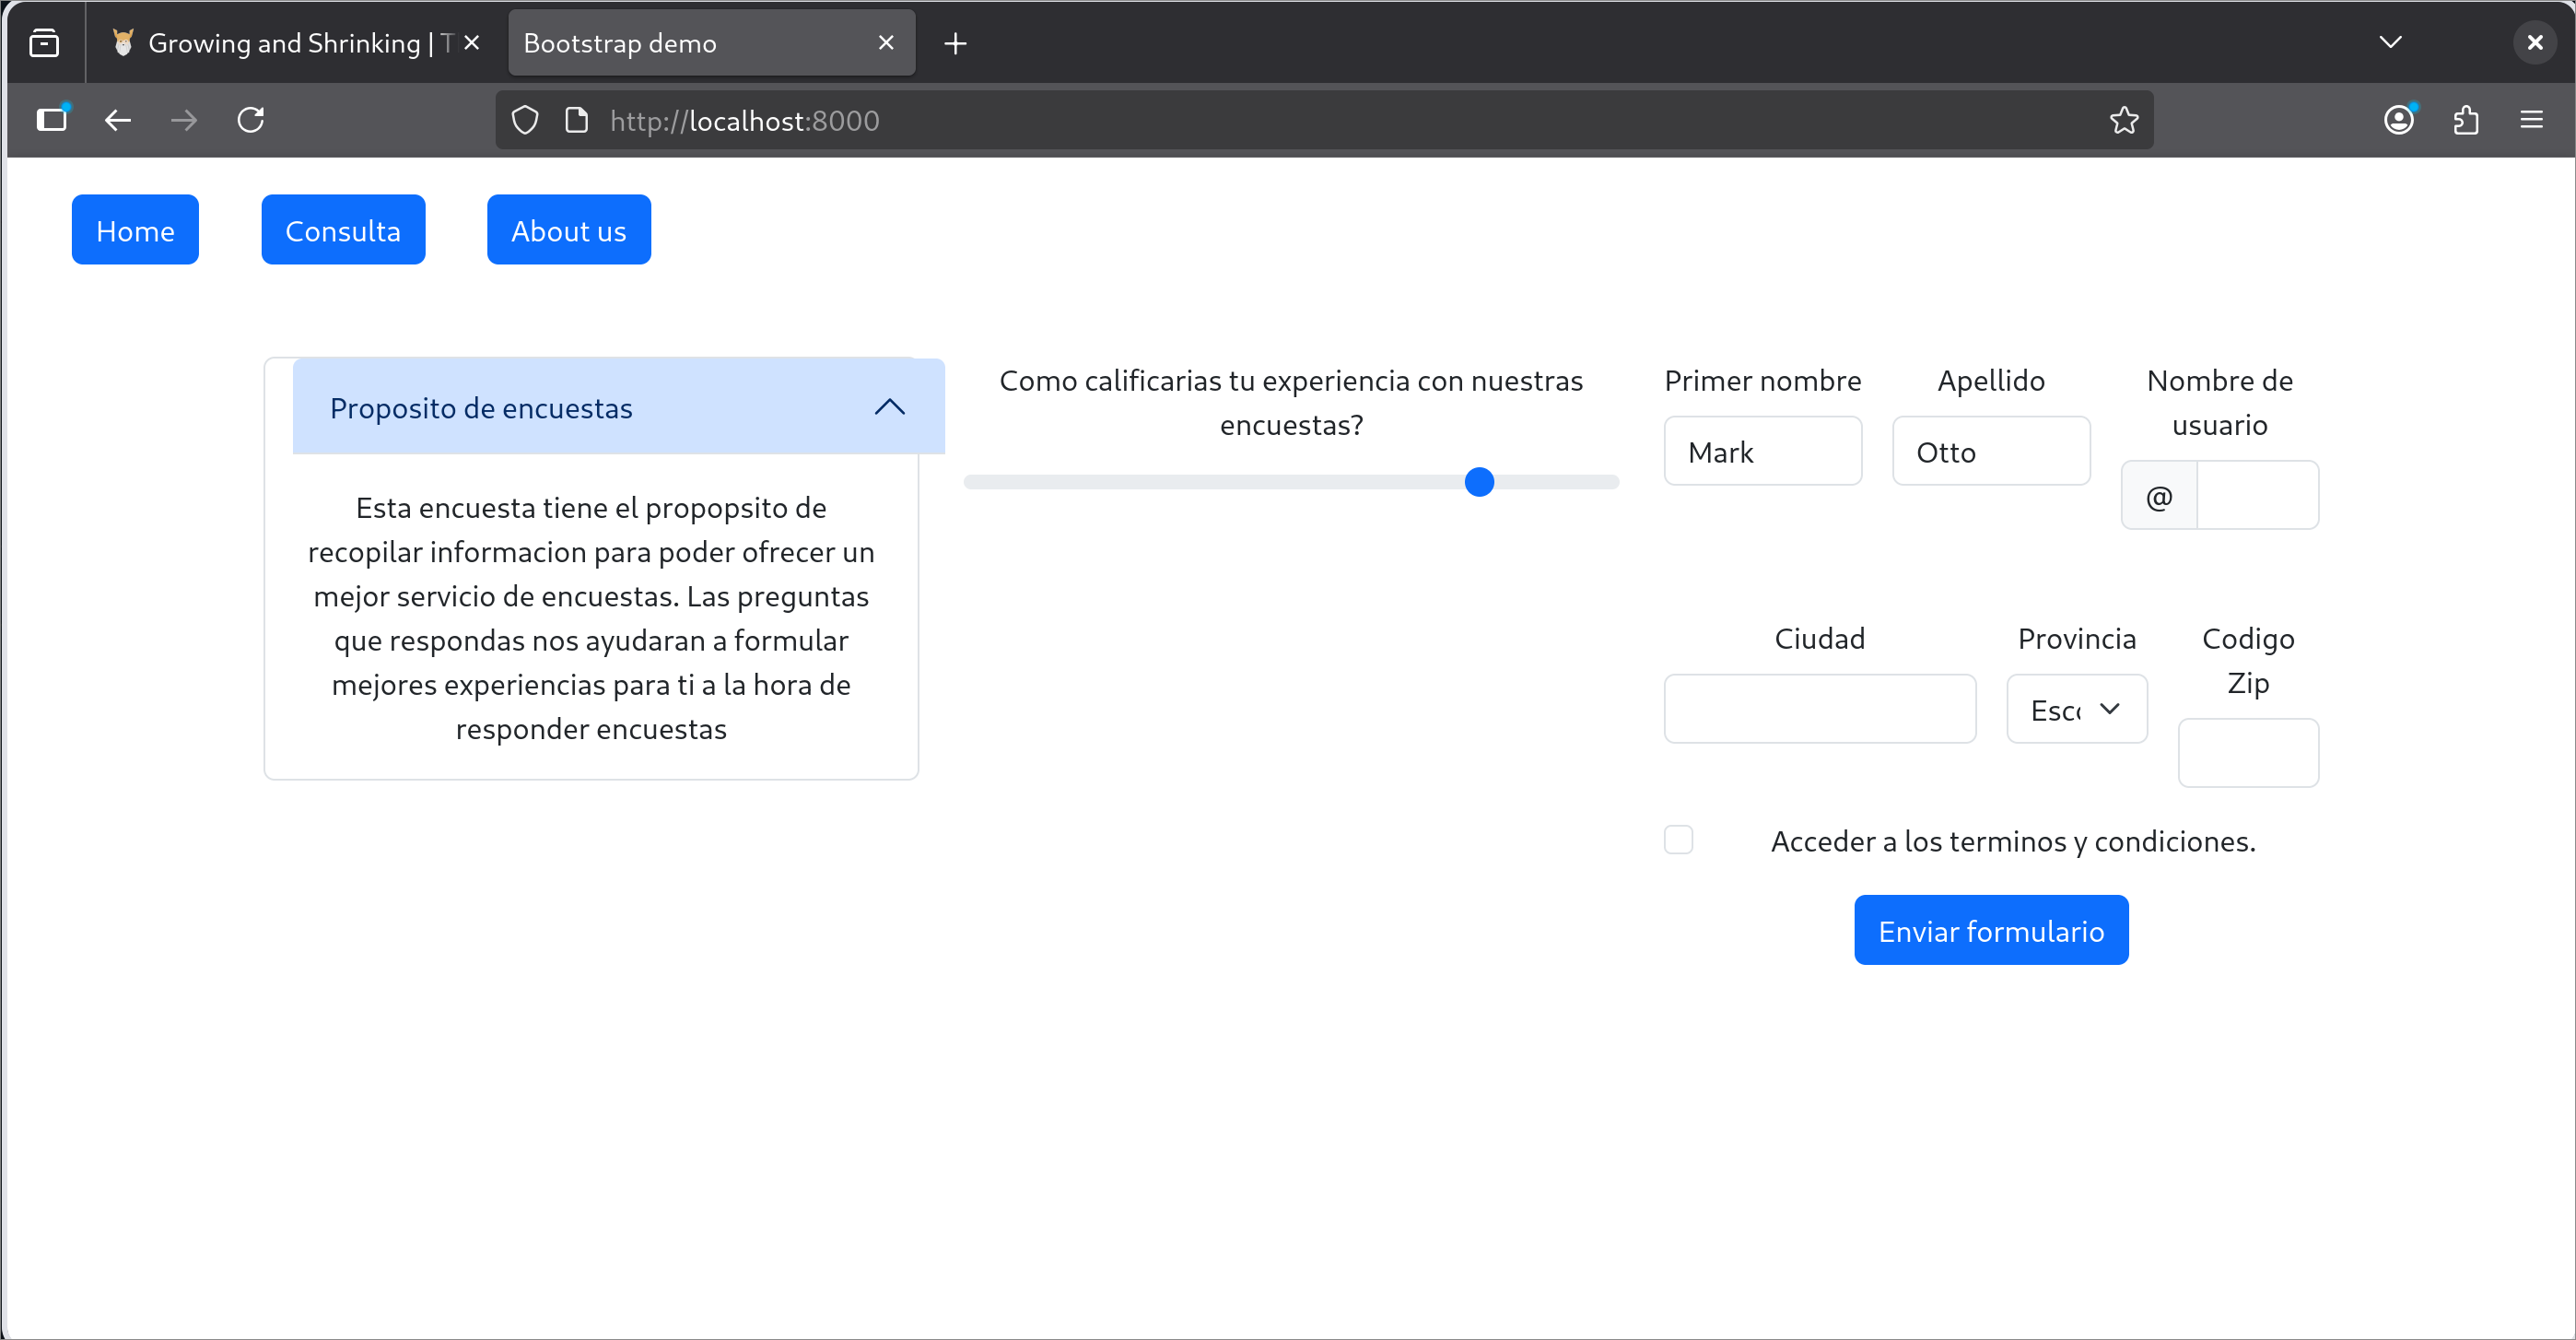 Growing and Shrinking | T
Bootstrap demo
http://localhost:8000
Home
Consulta
About us
Proposito de encuestas
Esta encuesta tiene el propopsito de
recopilar informacion para poder ofrecer un
mejor servicio de encuestas. Las preguntas
que respondas nos ayudaran a formular
mejores experiencias para ti a la hora de
responder encuestas
Como calificarias tu experiencia con nuestras
encuestas?
Primer nombre
Mark
Apellido
Otto
Nombre de
usuario
@
Ciudad
Provincia
Esco
Codigo
Zip
Acceder a los terminos y condiciones.
Enviar formulario